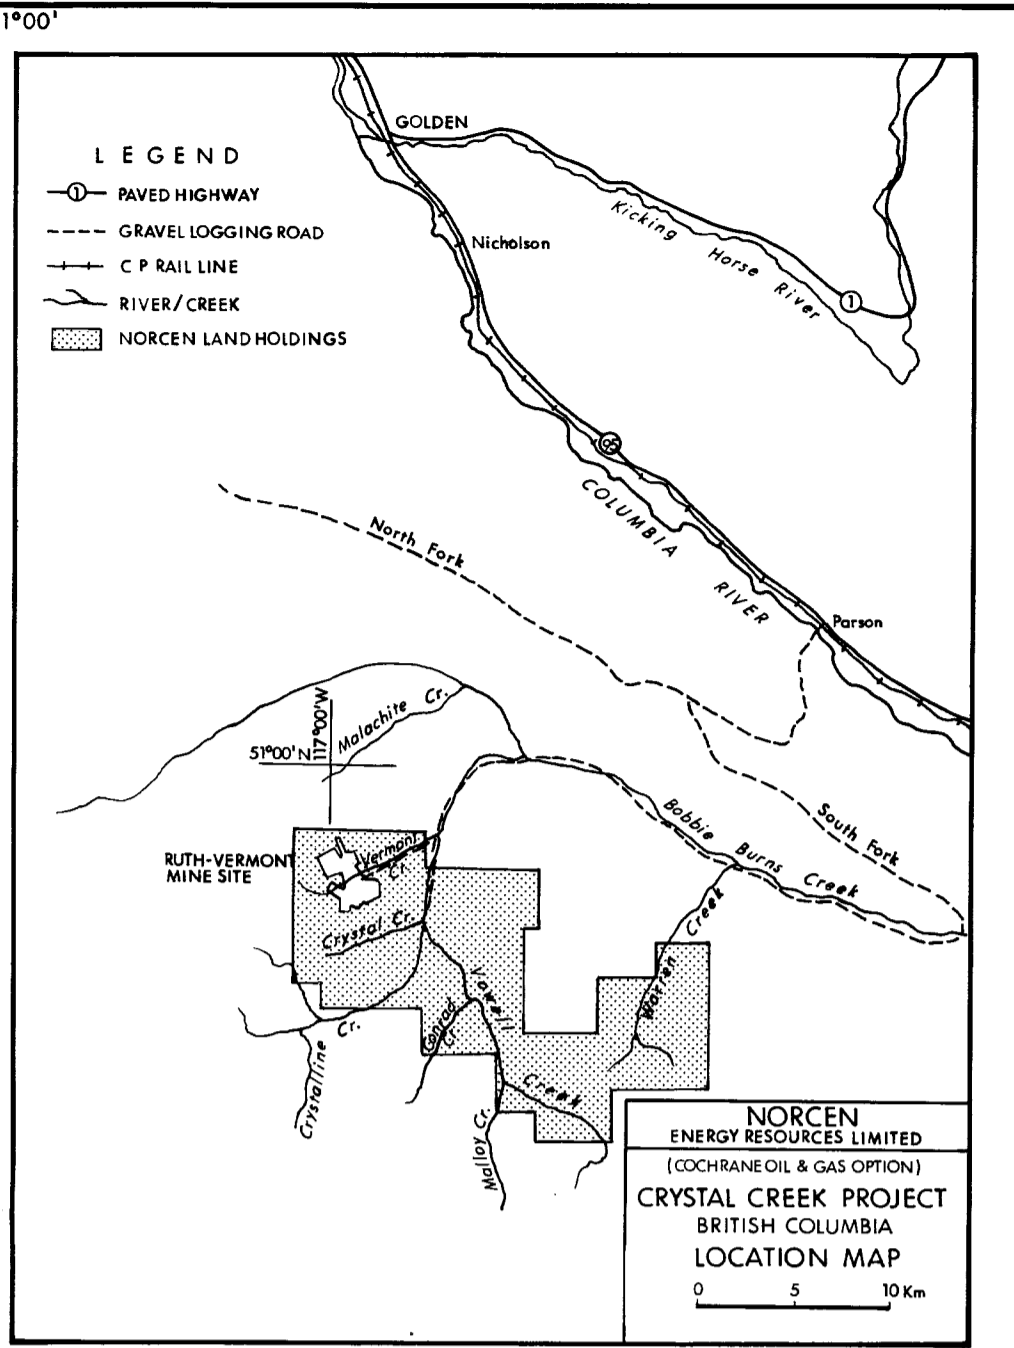 1°00'
GOLDEN
LEGEND
1 PAVED HIGHWAY
GRAVEL LOGGING ROAD
C P RAIL LINE
RIVER/CREEK
NORCEN LAND HOLDINGS
Kicking Horse River
Nicholson
1
95
COLUMBIA RIVER
North Fork
Parson
Malachite Cr.
117°00'W
51°00'N
Bobbie Burns Creek
South Fork
RUTH-VERMONT
MINE SITE
Vermont
Cr.
Crystal Cr.
Vowell Creek
Warren Creek
Conrad
Cr.
Crystalline Cr.
Malloy Cr.
NORCEN
ENERGY RESOURCES LIMITED
(COCHRANE OIL & GAS OPTION)
CRYSTAL CREEK PROJECT
BRITISH COLUMBIA
LOCATION MAP
0 5 10 Km